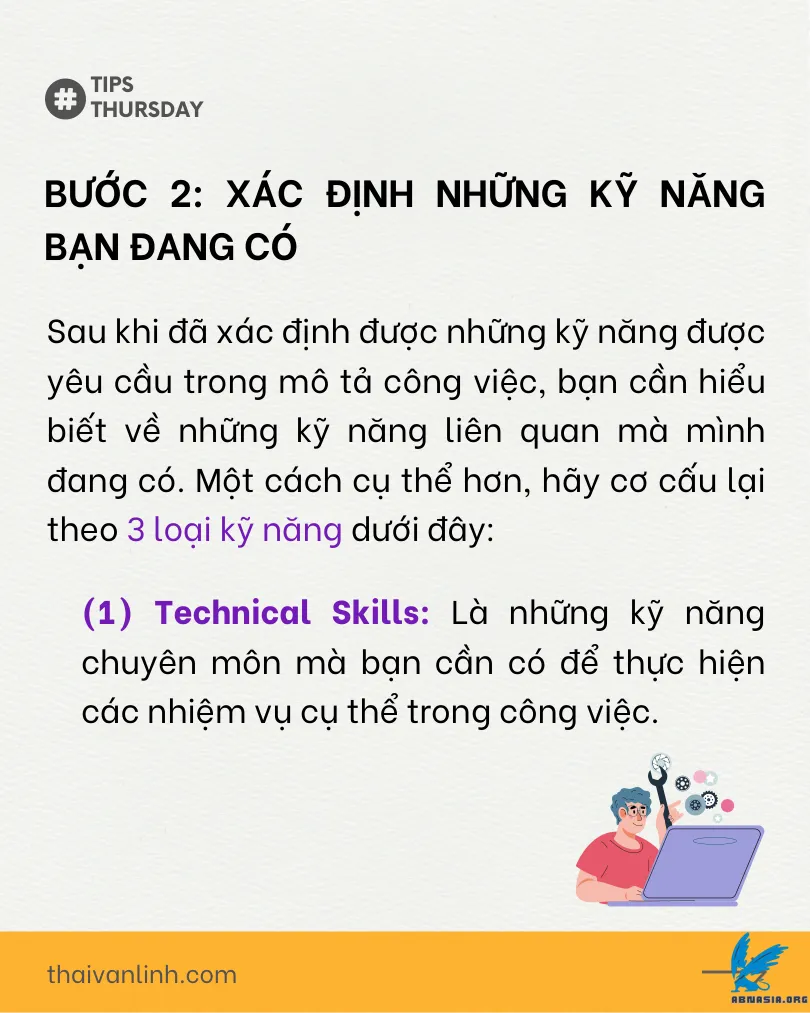 #
TIPS
THURSDAY
BƯỚC 2: XÁC ĐỊNH NHỮNG KỸ NĂNG
BẠN ĐANG CÓ
Sau khi đã xác định được những kỹ năng được
yêu cầu trong mô tả công việc, bạn cần hiểu
biết về những kỹ năng liên quan mà mình
đang có. Một cách cụ thể hơn, hãy cơ cấu lại
theo 3 loại kỹ năng dưới đây:
(1) Technical Skills: Là những kỹ năng
chuyên môn mà bạn cần có để thực hiện
các nhiệm vụ cụ thể trong công việc.
thaivanlinh.com
ABNASIA.ORG